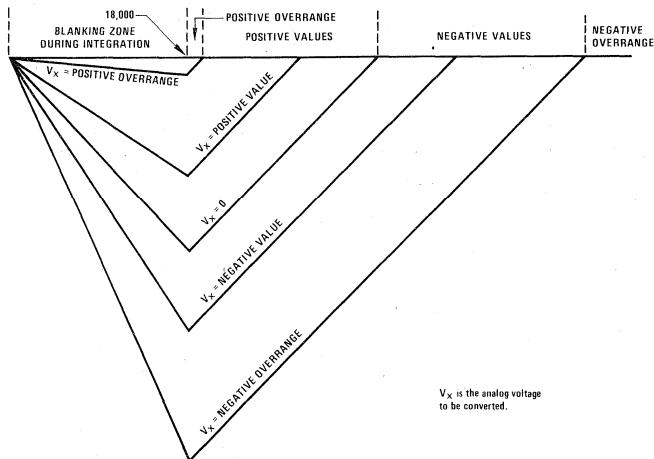 18,000
POSITIVE OVERRANGE
BLANKING ZONE
DURING INTEGRATION
POSITIVE VALUES
NEGATIVE VALUES
NEGATIVE
OVERRANGE
VX = POSITIVE OVERRANGE
VX = POSITIVE VALUE
VX = 0
VX = NEGATIVE VALUE
VX = NEGATIVE OVERRANGE
VX is the analog voltage
to be converted.